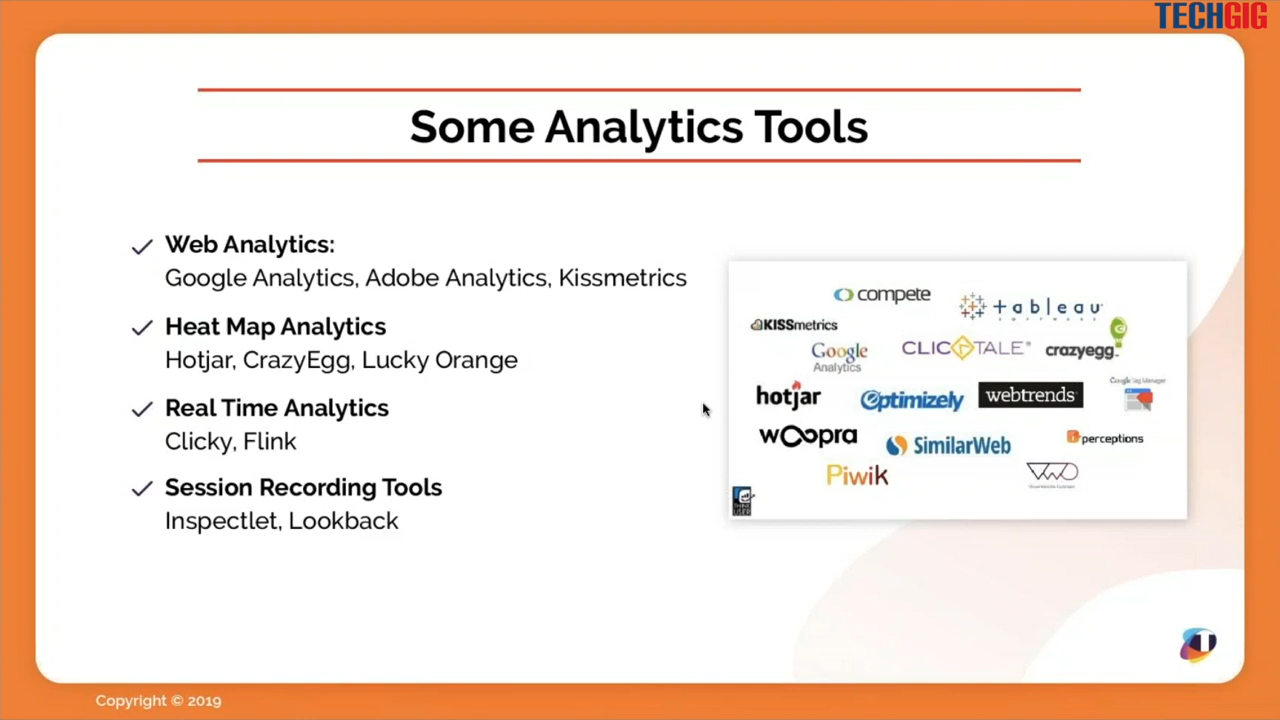 TECHGIG
Some Analytics Tools
Web Analytics:
Google Analytics, Adobe Analytics, Kissmetrics
Heat Map Analytics
Hotjar, CrazyEgg, Lucky Orange
Real Time Analytics
Clicky, Flink
Session Recording Tools
Inspectlet, Lookback
compete
tableau
SOFTWARE
KISSmetrics
Google
Analytics
CLICKTALE
crazyegg
hotjar
Optimizely
webtrends
Google Tag Manager
woopra
SimilarWeb
perceptions
Piwik
VWO
Copyright © 2019